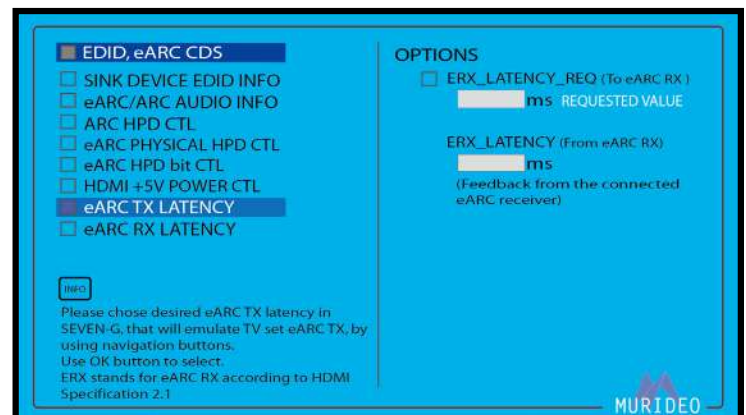 EDID, eARC CDS
SINK DEVICE EDID INFO
eARC/ARC AUDIO INFO
ARC HPD CTL
eARC PHYSICAL HPD CTL
eARC HPD bit CTL
HDMI +5V POWER CTL
eARC TX LATENCY
eARC RX LATENCY
INFO
Please chose desired eARC TX latency in
SEVEN-G, that will emulate TV set eARC TX, by
using navigation buttons.
Use OK button to select.
ERX stands for eARC RX according to HDMI
Specification 2.1
OPTIONS
ERX_LATENCY_REQ (To eARC RX )
ms REQUESTED VALUE
ERX_LATENCY (From eARC RX)
ms
(Feedback from the connected
eARC receiver)
MURIDEO